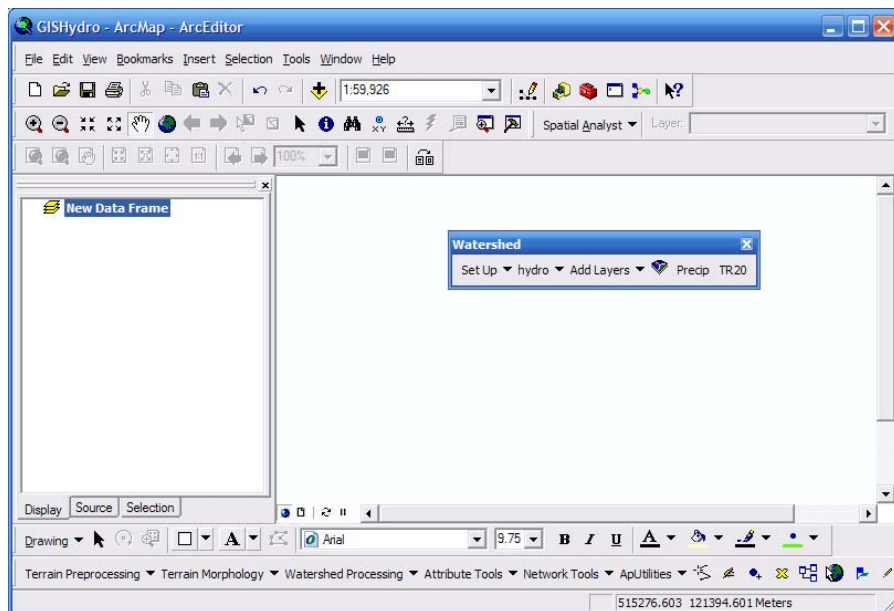 GISHydro - ArcMap - ArcEditor
File Edit View Bookmarks Insert Selection Tools Window Help
1:59,926
Spatial Analyst Layer:
100%
New Data Frame
Watershed
Set Up hydro Add Layers Precip TR20
Display Source Selection
Drawing A Arial 9.75 B I U A
Terrain Preprocessing Terrain Morphology Watershed Processing Attribute Tools Network Tools ApUtilities
515276.603 121394.601 Meters